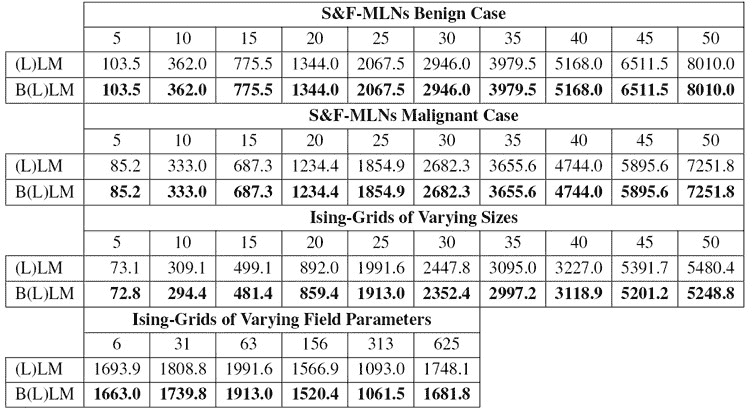 S&F-MLNs Benign Case
5 10 15 20 25 30 35 40 45 50
(L)LM 103.5 362.0 775.5 1344.0 2067.5 2946.0 3979.5 5168.0 6511.5 8010.0
B(L)LM 103.5 362.0 775.5 1344.0 2067.5 2946.0 3979.5 5168.0 6511.5 8010.0
S&F-MLNs Malignant Case
5 10 15 20 25 30 35 40 45 50
(L)LM 85.2 333.0 687.3 1234.4 1854.9 2682.3 3655.6 4744.0 5895.6 7251.8
B(L)LM 85.2 333.0 687.3 1234.4 1854.9 2682.3 3655.6 4744.0 5895.6 7251.8
Ising-Grids of Varying Sizes
5 10 15 20 25 30 35 40 45 50
(L)LM 73.1 309.1 499.1 892.0 1991.6 2447.8 3095.0 3227.0 5391.7 5480.4
B(L)LM 72.8 294.4 481.4 859.4 1913.0 2352.4 2997.2 3118.9 5201.2 5248.8
Ising-Grids of Varying Field Parameters
6 31 63 156 313 625
(L)LM 1693.9 1808.8 1991.6 1566.9 1093.0 1748.1
B(L)LM 1663.0 1739.8 1913.0 1520.4 1061.5 1681.8